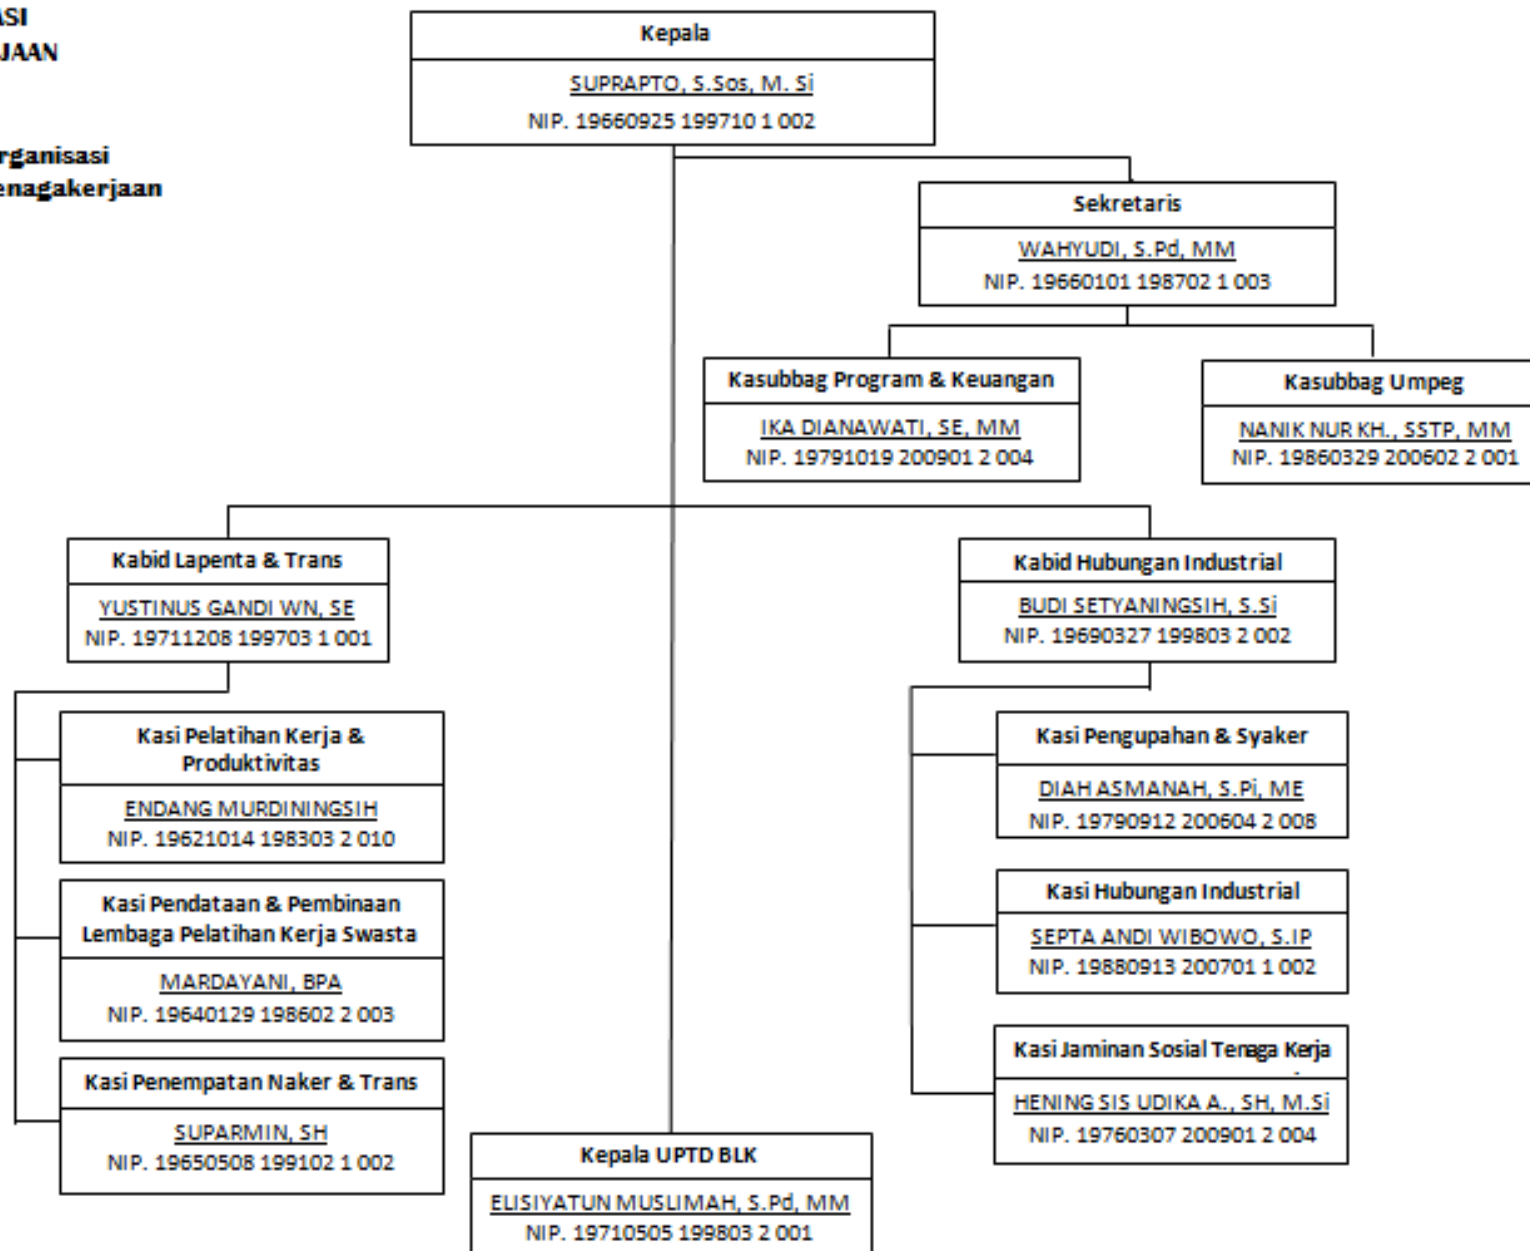 ASI
JAAN
rganisasi
enagakerjaan
Kepala
SUPRAPTO, S.Sos, M. Si
NIP. 19660925 199710 1 002
Sekretaris
WAHYUDI, S.Pd, MM
NIP. 19660101 198702 1 003
Kasubbag Program & Keuangan
IKA DIANAWATI, SE, MM
NIP. 19791019 200901 2 004
Kasubbag Umpeg
NANIK NUR KH., SSTP, MM
NIP. 19860329 200602 2 001
Kabid Lapenta & Trans
YUSTINUS GANDI WN, SE
NIP. 19711208 199703 1 001
Kabid Hubungan Industrial
BUDI SETYANINGSIH, S.Si
NIP. 19690327 199803 2 002
Kasi Pelatihan Kerja &
Produktivitas
ENDANG MURDININGSIH
NIP. 19621014 198303 2 010
Kasi Pendataan & Pembinaan
Lembaga Pelatihan Kerja Swasta
MARDAYANI, BPA
NIP. 19640129 198602 2 003
Kasi Penempatan Naker & Trans
SUPARMIN, SH
NIP. 19650508 199102 1 002
Kasi Pengupahan & Syaker
DIAH ASMANAH, S.Pi, ME
NIP. 19790912 200604 2 008
Kasi Hubungan Industrial
SEPTA ANDI WIBOWO, S.IP
NIP. 19880913 200701 1 002
Kasi Jaminan Sosial Tenaga Kerja
HENING SIS UDIKA A., SH, M.Si
NIP. 19760307 200901 2 004
Kepala UPTD BLK
ELISIYATUN MUSLIMAH, S.Pd, MM
NIP. 19710505 199803 2 001